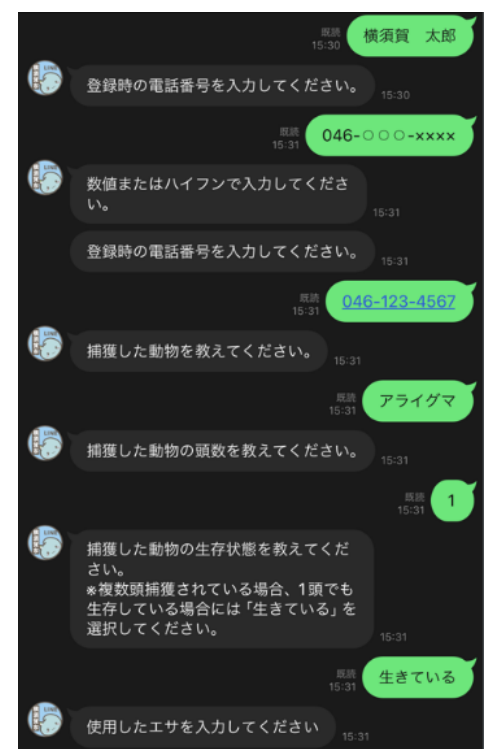 横須賀　太郎
既読
15:30
登録時の電話番号を入力してください。
15:30
046-○○○-××××
既読
15:31
数値またはハイフンで入力してくださ
い。
15:31
登録時の電話番号を入力してください。
15:31
046-123-4567
既読
15:31
捕獲した動物を教えてください。
15:31
アライグマ
既読
15:31
捕獲した動物の頭数を教えてください。
15:31
1
既読
15:31
捕獲した動物の生存状態を教えてくだ
さい。
※複数頭捕獲されている場合、1頭でも
生存している場合には「生きている」を
選択してください。
15:31
生きている
既読
15:31
使用したエサを入力してください
15:31